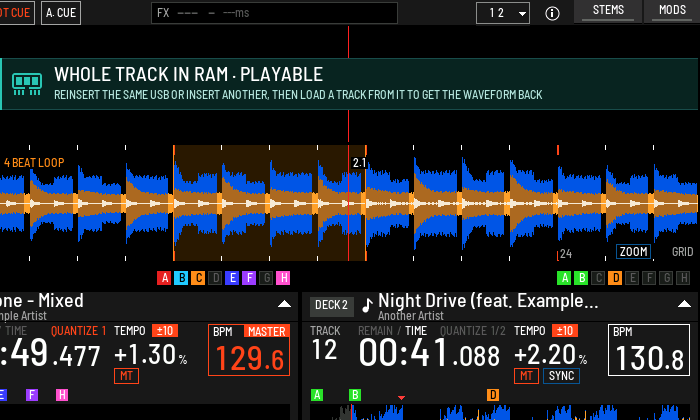 OT CUE A. CUE FX --- - ---ms 1 2 STEMS MODS
WHOLE TRACK IN RAM · PLAYABLE
REINSERT THE SAME USB OR INSERT ANOTHER, THEN LOAD A TRACK FROM IT TO GET THE WAVEFORM BACK
4 BEAT LOOP 2.1
24 ZOOM GRID
A B C D E F G H A B C D E F G H
one - Mixed
mple Artist
DECK 2 Night Drive (feat. Example...
Another Artist
/ TIME QUANTIZE 1 TEMPO ±10 BPM MASTER
:49.477 +1.30% 129.6
MT
TRACK REMAIN / TIME QUANTIZE 1/2 TEMPO ±10 BPM
12 00:41.088 +2.20% 130.8
MT SYNC
E F H A B D